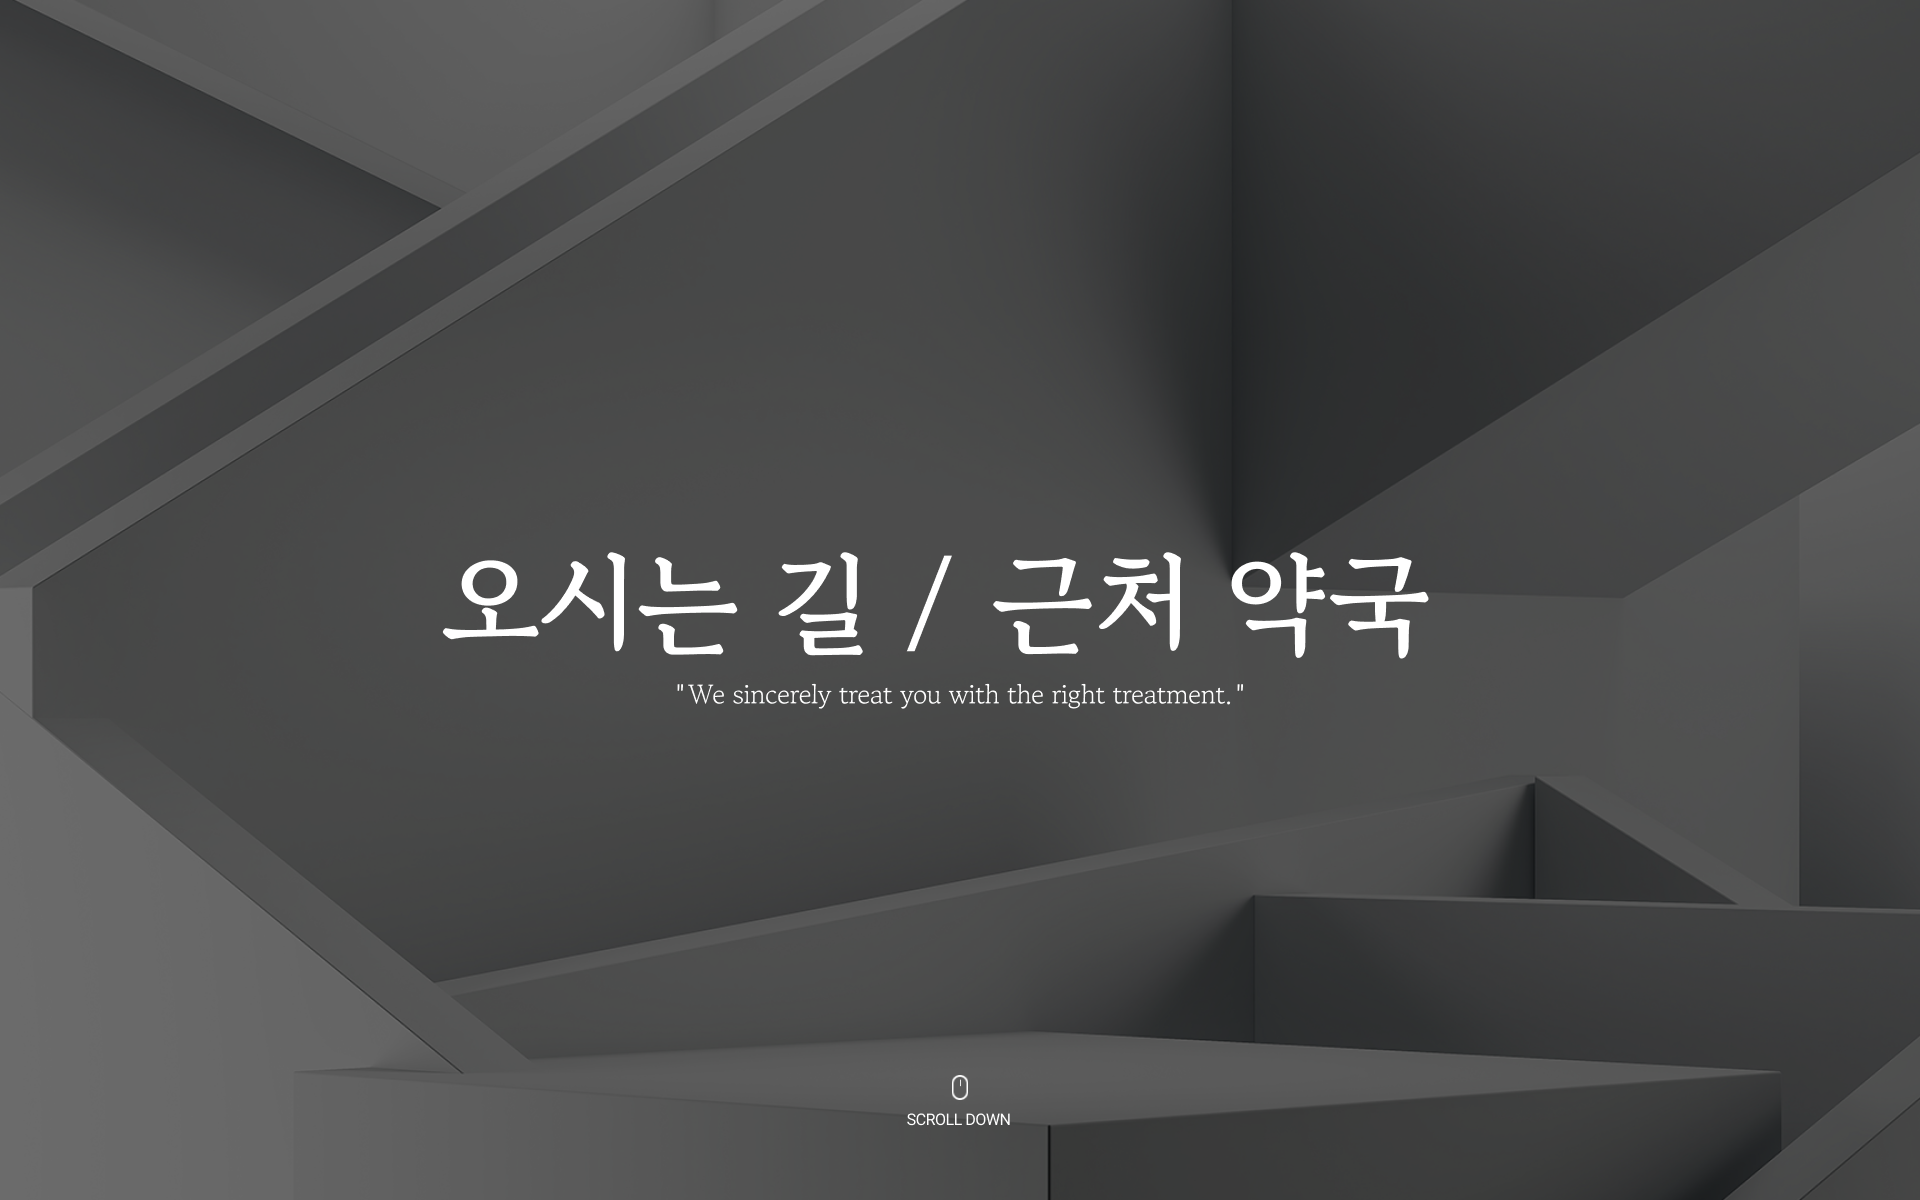 오시는 길 / 근처 약국
"We sincerely treat you with the right treatment."
SCROLL DOWN